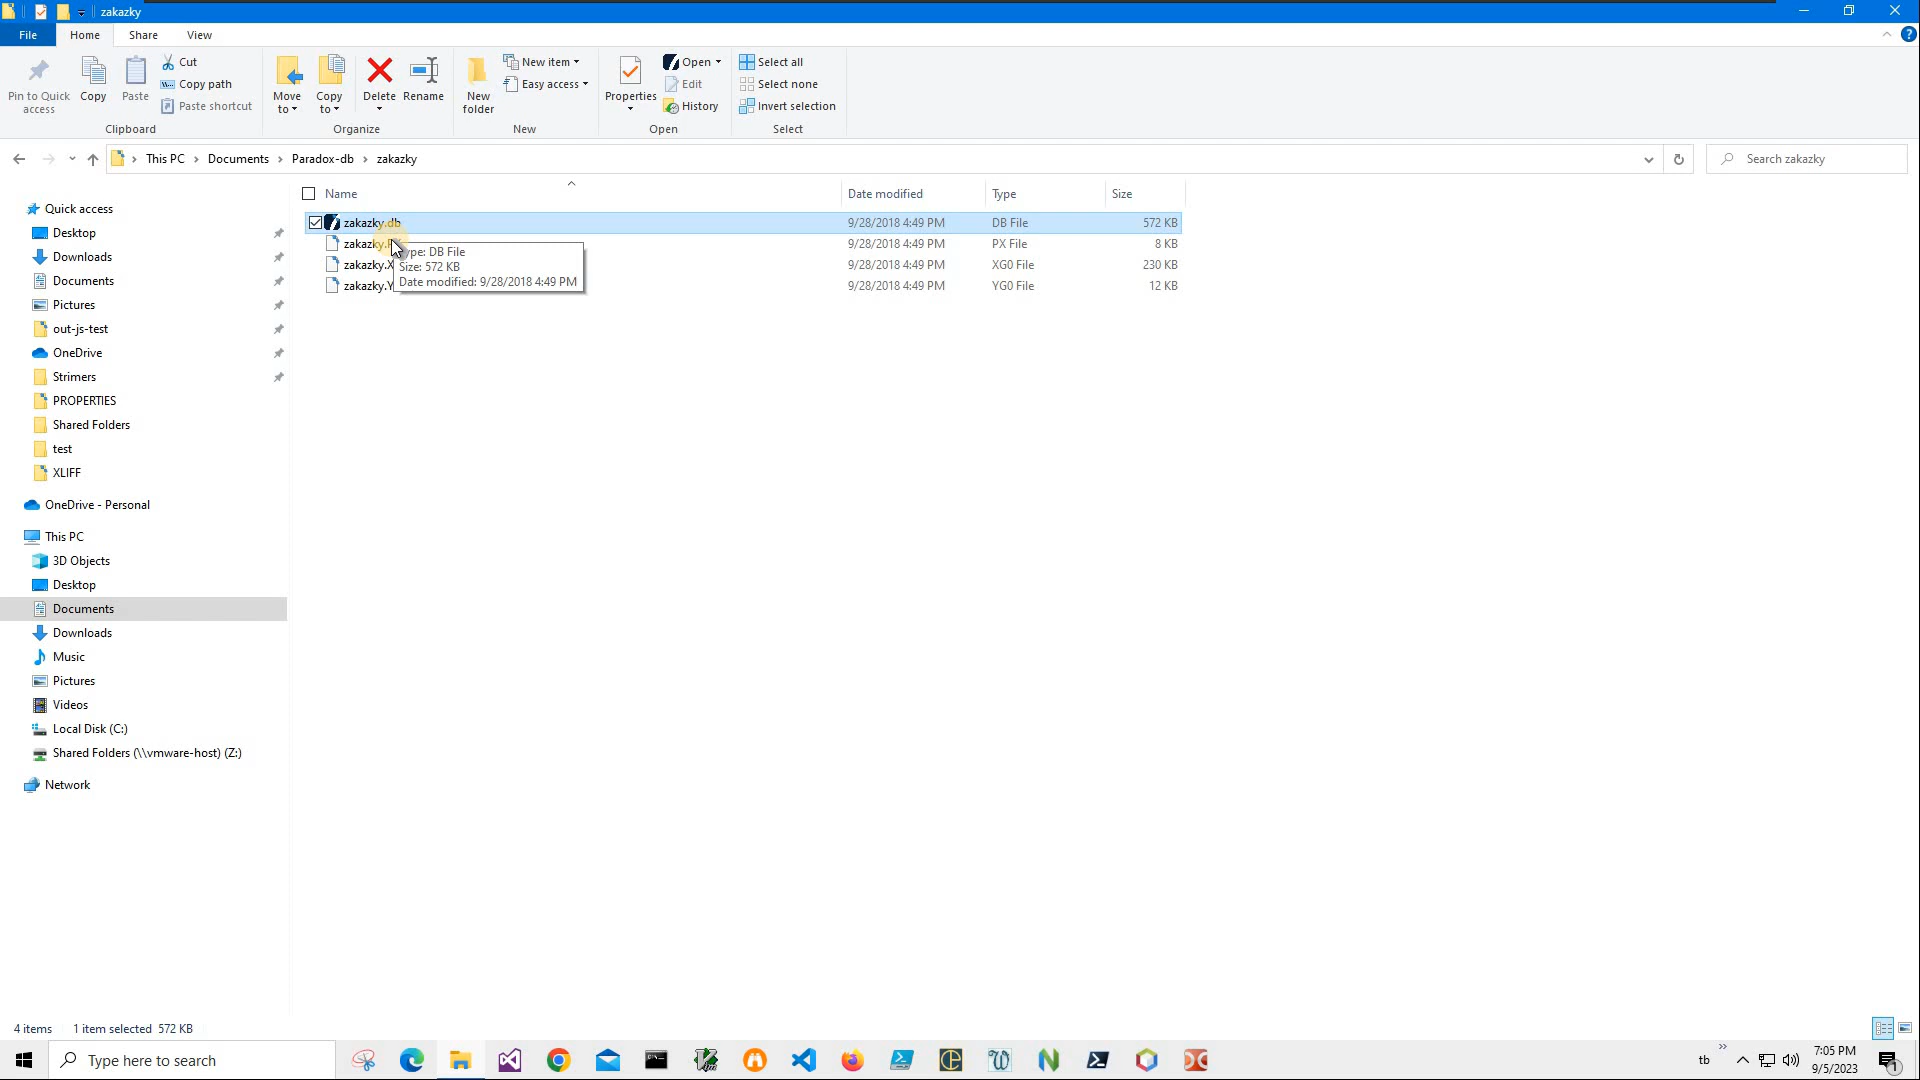 zakazky
File
Home
Share
View
Pin to Quick access
Copy
Paste
Cut
Copy path
Paste shortcut
Clipboard
Move to
Copy to
Delete
Rename
Organize
New folder
New item
Easy access
New
Properties
Open
Edit
History
Open
Select all
Select none
Invert selection
Select
This PC
Documents
Paradox-db
zakazky
Search zakazky
Name
Date modified
Type
Size
zakazky.db 9/28/2018 4:49 PM DB File 572 KB
zakazky. 9/28/2018 4:49 PM PX File 8 KB
zakazky.X 9/28/2018 4:49 PM XG0 File 230 KB
zakazky.Y 9/28/2018 4:49 PM YG0 File 12 KB
ype: DB File
Size: 572 KB
Date modified: 9/28/2018 4:49 PM
Quick access
Desktop
Downloads
Documents
Pictures
out-js-test
OneDrive
Strimers
PROPERTIES
Shared Folders
test
XLIFF
OneDrive - Personal
This PC
3D Objects
Desktop
Documents
Downloads
Music
Pictures
Videos
Local Disk (C:)
Shared Folders (\\vmware-host) (Z:)
Network
4 items
1 item selected 572 KB
Type here to search
tb
7:05 PM
9/5/2023
1